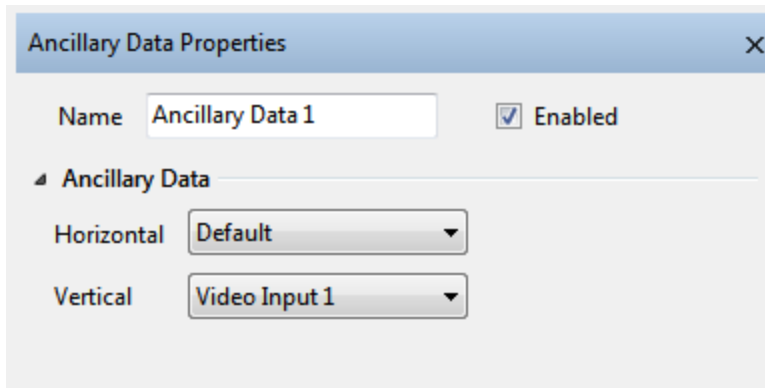 Ancillary Data Properties
Name Ancillary Data 1 Enabled
Ancillary Data
Horizontal Default
Vertical Video Input 1